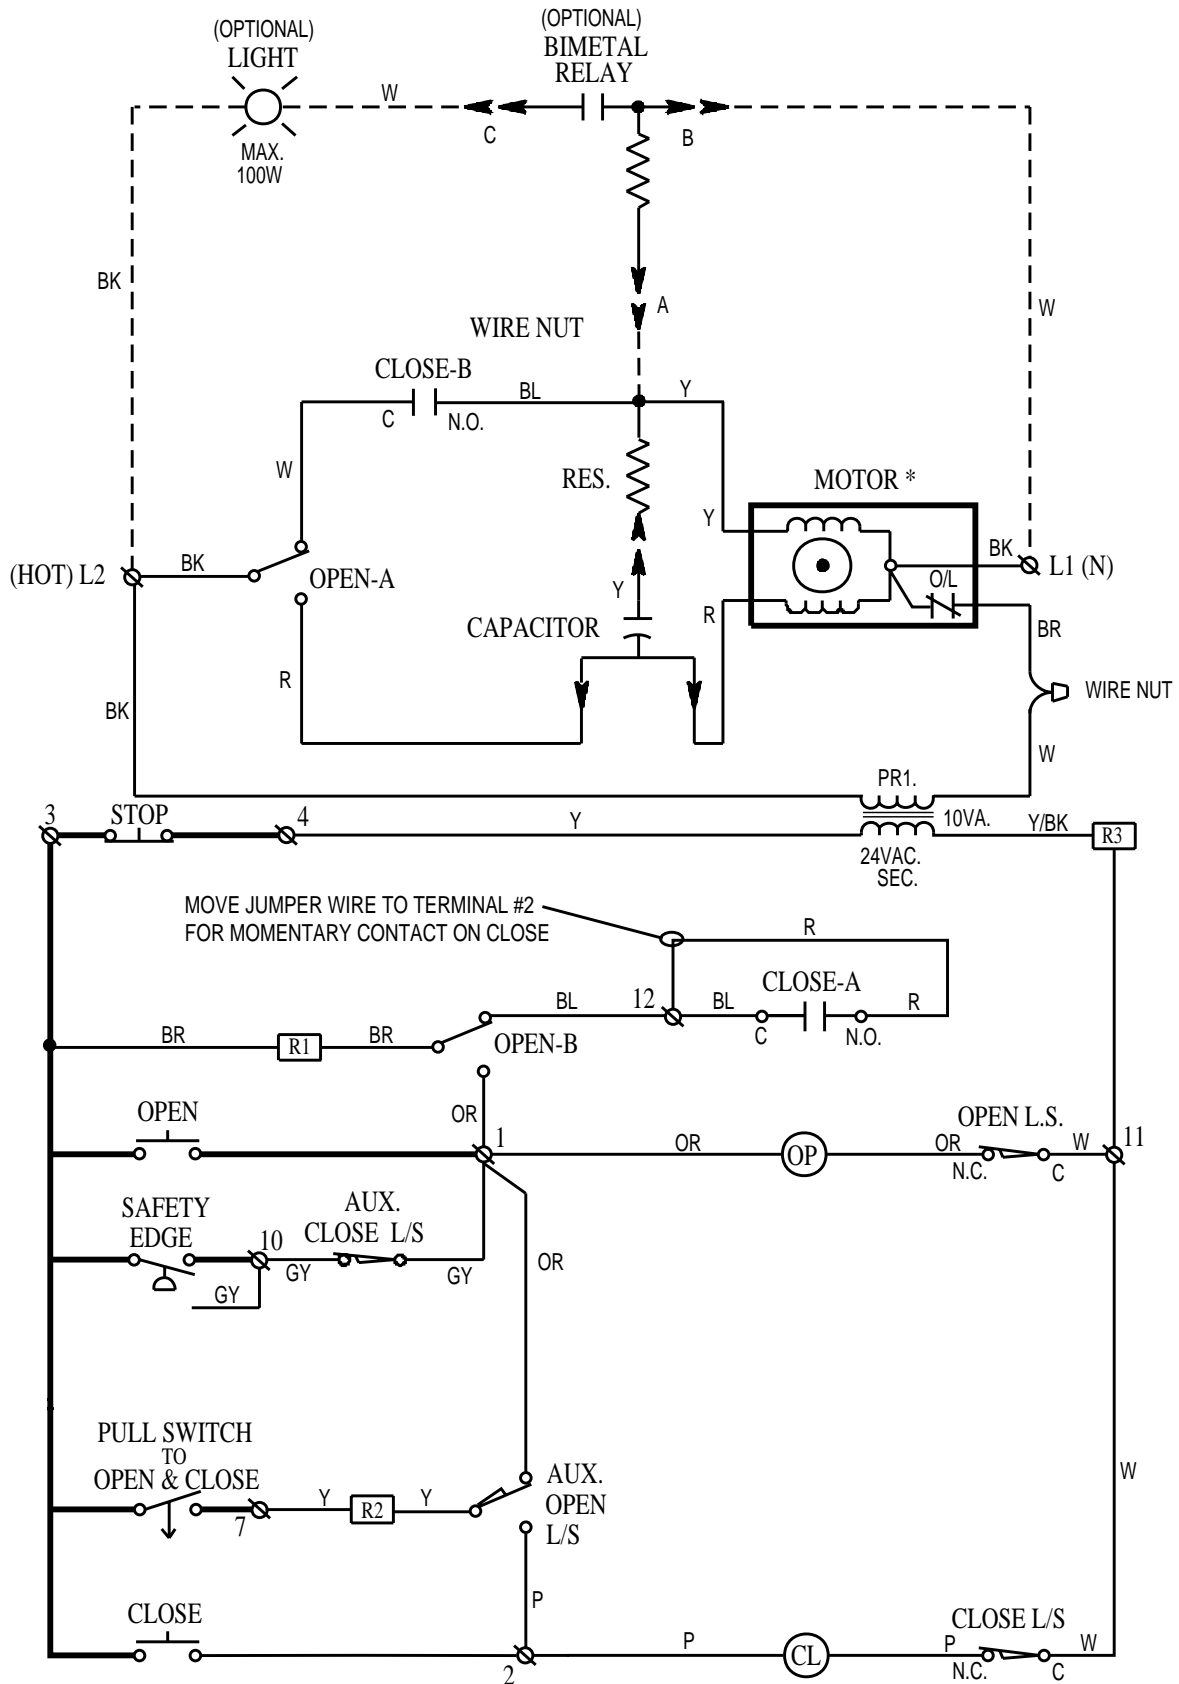 (OPTIONAL)
LIGHT
(OPTIONAL)
BIMETAL
RELAY
W
C
B
MAX.
100W
BK
A
W
WIRE NUT
CLOSE-B
BL
Y
C
N.O.
W
RES.
MOTOR *
Y
(HOT) L2
BK
OPEN-A
BK
L1 (N)
O/L
Y
CAPACITOR
R
BR
R
WIRE NUT
BK
W
PR1.
3
STOP
4
Y
10VA.
Y/BK
R3
24VAC.
SEC.
MOVE JUMPER WIRE TO TERMINAL #2
FOR MOMENTARY CONTACT ON CLOSE
R
CLOSE-A
BL
12
BL
R
C
N.O.
BR
R1
BR
OPEN-B
OPEN
OR
OPEN L.S.
1
OR
OP
OR
N.C.
C
W
11
SAFETY
EDGE
10
AUX.
CLOSE L/S
GY
GY
GY
OR
PULL SWITCH
TO
OPEN & CLOSE
7
Y
R2
Y
AUX.
OPEN
L/S
W
P
CLOSE
2
P
CL
CLOSE L/S
P
N.C.
C
W